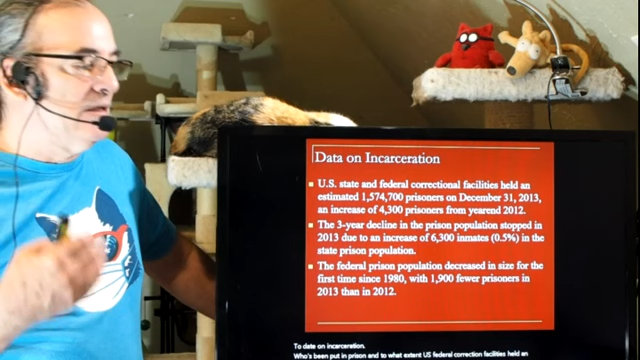 Data on Incarceration
U.S. state and federal correctional facilities held an
estimated 1,574,700 prisoners on December 31, 2013,
an increase of 4,300 prisoners from yearend 2012.
The 3-year decline in the prison population stopped in
2013 due to an increase of 6,300 inmates (0.5%) in the
state prison population.
The federal prison population decreased in size for the
first time since 1980, with 1,900 fewer prisoners in
2013 than in 2012.
To date on incarceration.
Who's been put in prison and to what extent US federal correction facilities held an